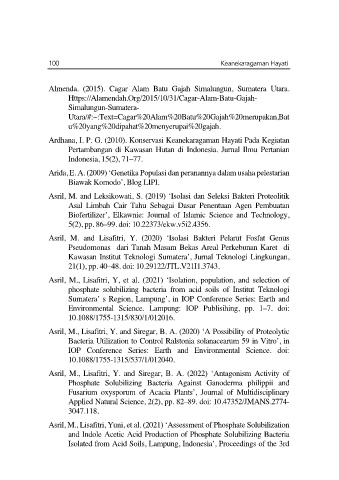 100 Keanekaragaman Hayati
Almenda. (2015). Cagar Alam Batu Gajah Simalungun, Sumatera Utara.
Https://Alamendah.Org/2015/10/31/Cagar-Alam-Batu-Gajah-
Simalungun-Sumatera-
Utara/#:~:Text=Cagar%20Alam%20Batu%20Gajah%20merupakan,Bat
u%20yang%20dipahat%20menyerupai%20gajah.
Ardhana, I. P. G. (2010). Konservasi Keanekaragaman Hayati Pada Kegiatan
Pertambangan di Kawasan Hutan di Indonesia. Jurnal Ilmu Pertanian
Indonesia, 15(2), 71–77.
Arida, E. A. (2009) ‘Genetika Populasi dan peranannya dalam usaha pelestarian
Biawak Komodo’, Blog LIPI.
Asril, M. and Leksikowati, S. (2019) ‘Isolasi dan Seleksi Bakteri Proteolitik
Asal Limbah Cair Tahu Sebagai Dasar Penentuan Agen Pembuatan
Biofertilizer’, Elkawnie: Journal of Islamic Science and Technology,
5(2), pp. 86–99. doi: 10.22373/ekw.v5i2.4356.
Asril, M. and Lisafitri, Y. (2020) ‘Isolasi Bakteri Pelarut Fosfat Genus
Pseudomonas dari Tanah Masam Bekas Areal Perkebunan Karet di
Kawasan Institut Teknologi Sumatera’, Jurnal Teknologi Lingkungan,
21(1), pp. 40–48. doi: 10.29122/JTL.V21I1.3743.
Asril, M., Lisafitri, Y, et al. (2021) ‘Isolation, population, and selection of
phosphate solubilizing bacteria from acid soils of Institut Teknologi
Sumatera’ s Region, Lampung’, in IOP Conference Series: Earth and
Environmental Science. Lampung: IOP Publisihing, pp. 1–7. doi:
10.1088/1755-1315/830/1/012016.
Asril, M., Lisafitri, Y. and Siregar, B. A. (2020) ‘A Possibility of Proteolytic
Bacteria Utilization to Control Ralstonia solanacearum 59 in Vitro’, in
IOP Conference Series: Earth and Environmental Science. doi:
10.1088/1755-1315/537/1/012040.
Asril, M., Lisafitri, Y. and Siregar, B. A. (2022) ‘Antagonism Activity of
Phosphate Solubilizing Bacteria Against Ganoderma philippii and
Fusarium oxysporum of Acacia Plants’, Journal of Multidisciplinary
Applied Natural Science, 2(2), pp. 82–89. doi: 10.47352/JMANS.2774-
3047.118.
Asril, M., Lisafitri, Yuni, et al. (2021) ‘Assessment of Phosphate Solubilization
and Indole Acetic Acid Production of Phosphate Solubilizing Bacteria
Isolated from Acid Soils, Lampung, Indonesia’, Proceedings of the 3rd